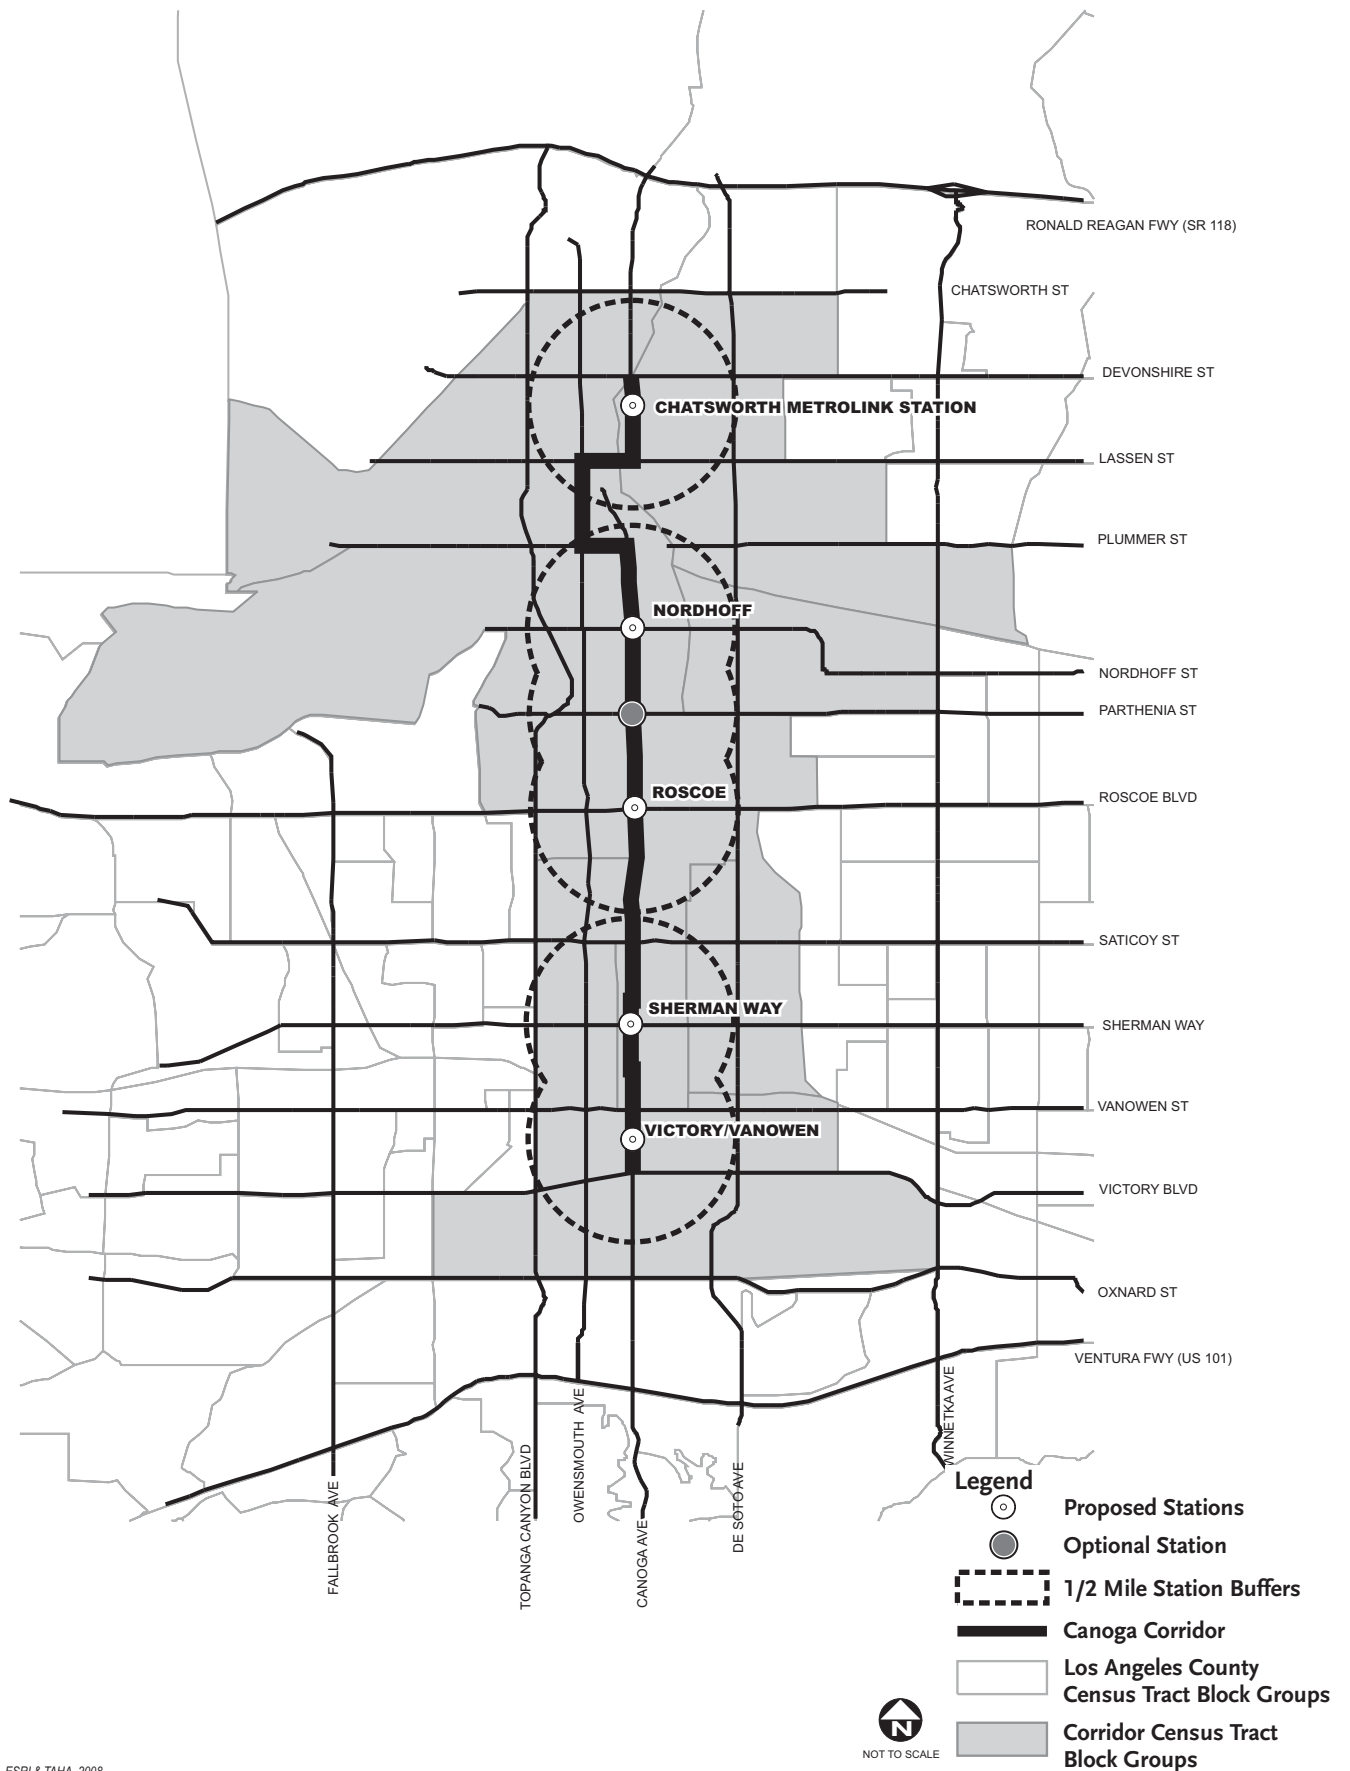 RONALD REAGAN FWY (SR 118)
CHATSWORTH ST
DEVONSHIRE ST
CHATSWORTH METROLINK STATION
LASSEN ST
PLUMMER ST
NORDHOFF
NORDHOFF ST
PARTHENIA ST
ROSCOE
ROSCOE BLVD
SATICOY ST
SHERMAN WAY
SHERMAN WAY
VANOWEN ST
VICTORY/VANOWEN
VICTORY BLVD
OXNARD ST
VENTURA FWY (US 101)
FALLBROOK AVE
TOPANGA CANYON BLVD
OWENSMOUTH AVE
CANOGA AVE
DE SOTO AVE
WINNETKA AVE
Legend
Proposed Stations
Optional Station
1/2 Mile Station Buffers
Canoga Corridor
Los Angeles County
Census Tract Block Groups
Corridor Census Tract
Block Groups
N
NOT TO SCALE
ESRI & TAHA, 2008